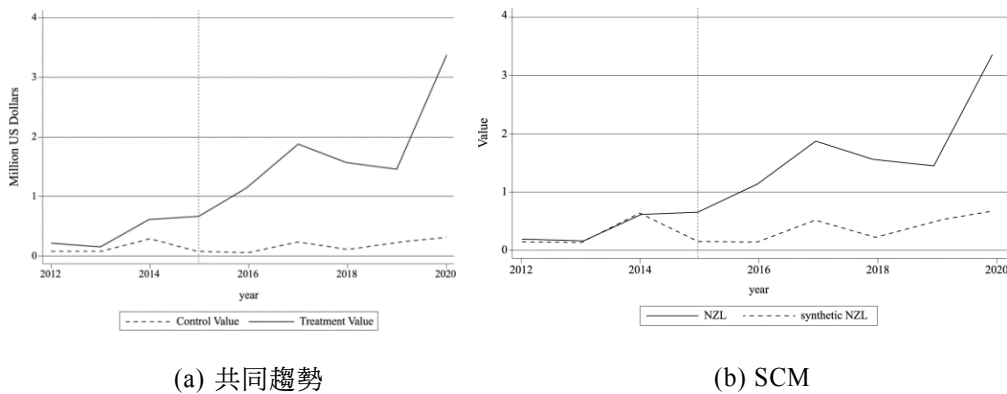 4
3
2
1
0
Million US Dollars
2012
2014
2016
2018
2020
year
Control Value
Treatment Value
(a) 共同趨勢
4
3
2
1
0
Value
2012
2014
2016
2018
2020
year
NZL
synthetic NZL
(b) SCM